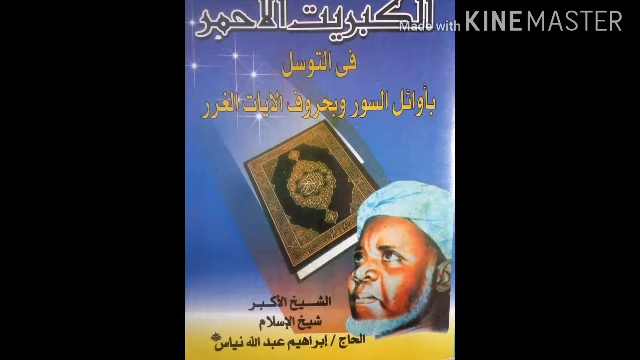 الكبريت الأحمر
Made with KINEMASTER
فى التوسل
بأوائل السور وبحروف الآيات الغرر
الشيخ الأكبر
شيخ الإسلام
الحاج / إبراهيم عبد الله نياس